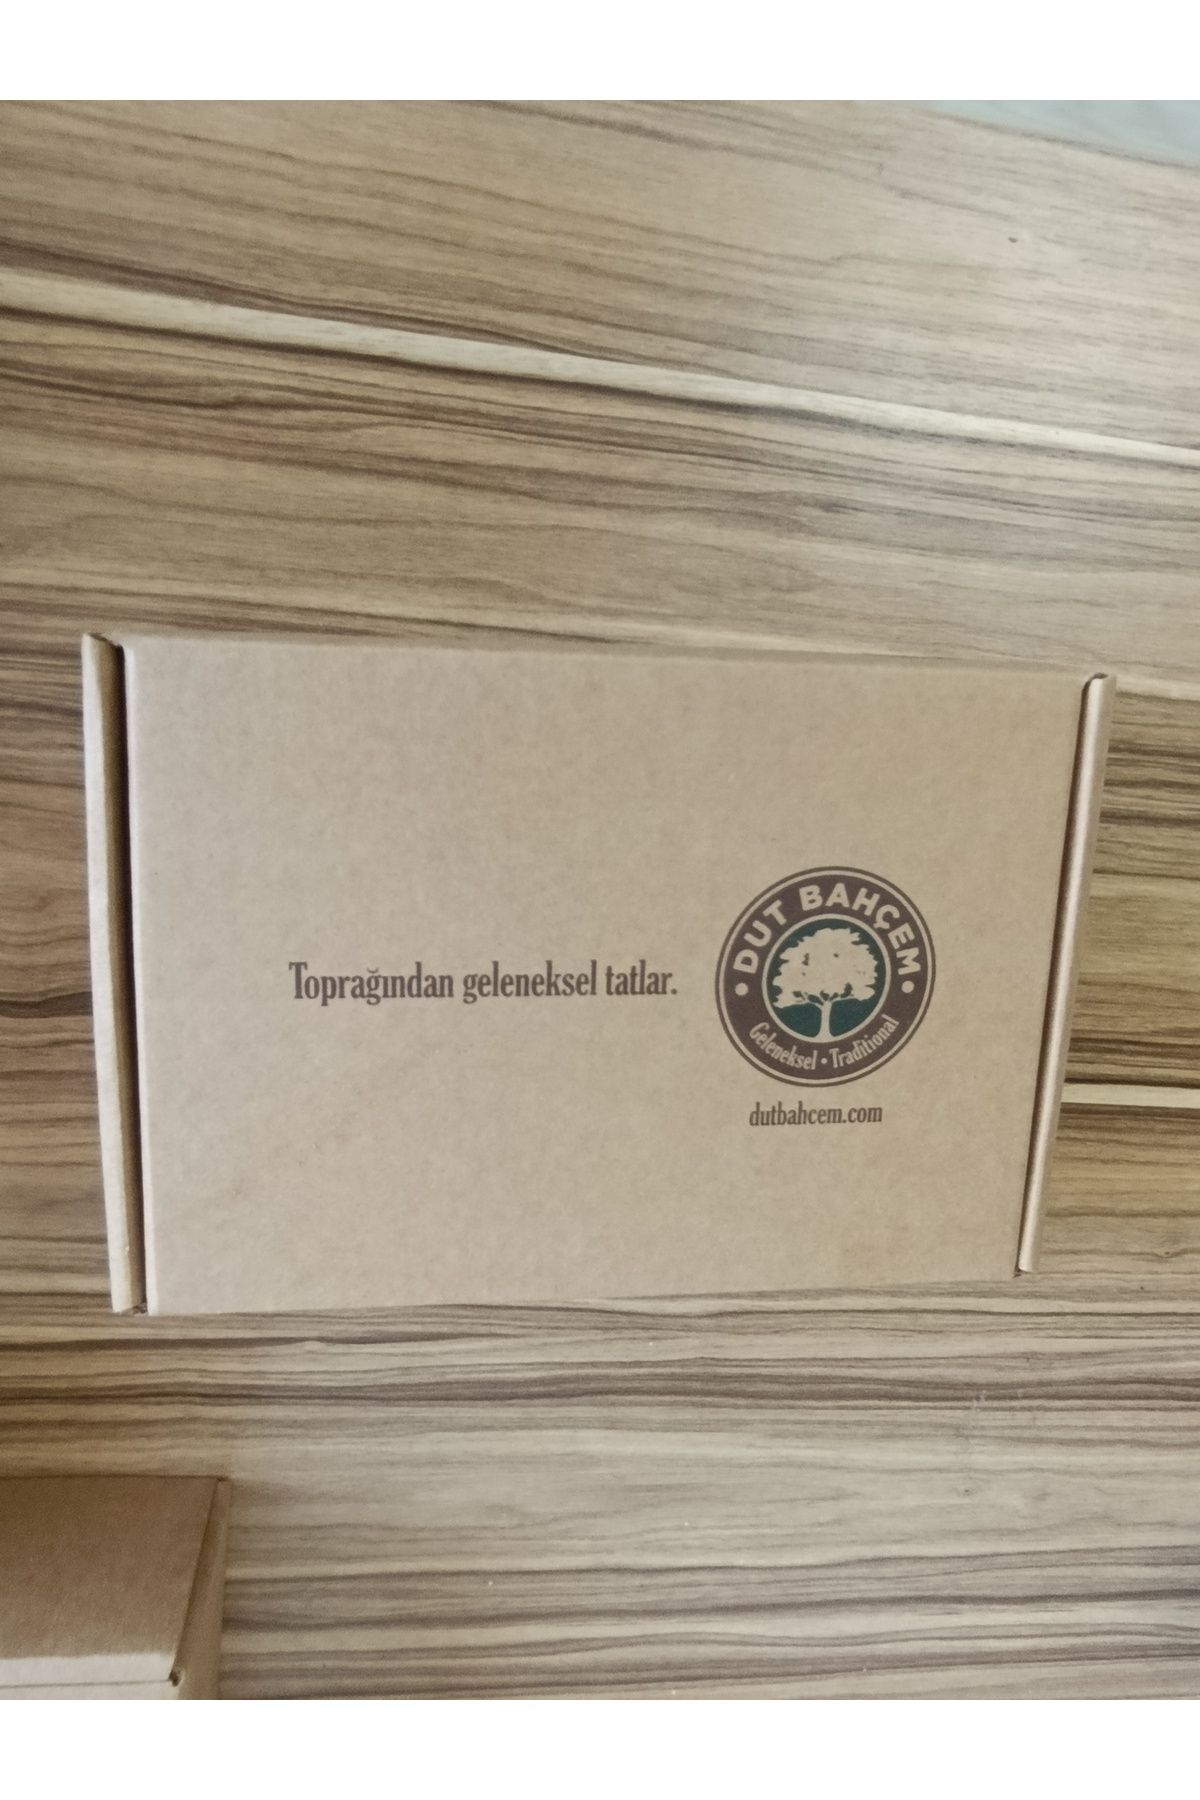 Toprağından geleneksel tatlar.
DUT BAHÇEM
Geleneksel • Traditional
dutbahcem.com